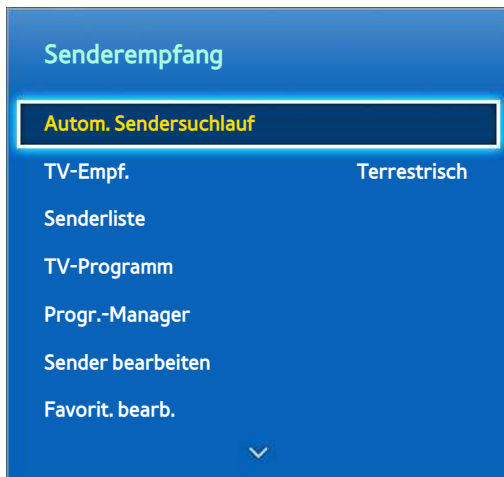 Senderempfang
Autom. Sendersuchlauf
TV-Empf. Terrestrisch
Senderliste
TV-Programm
Progr.-Manager
Sender bearbeiten
Favorit. bearb.